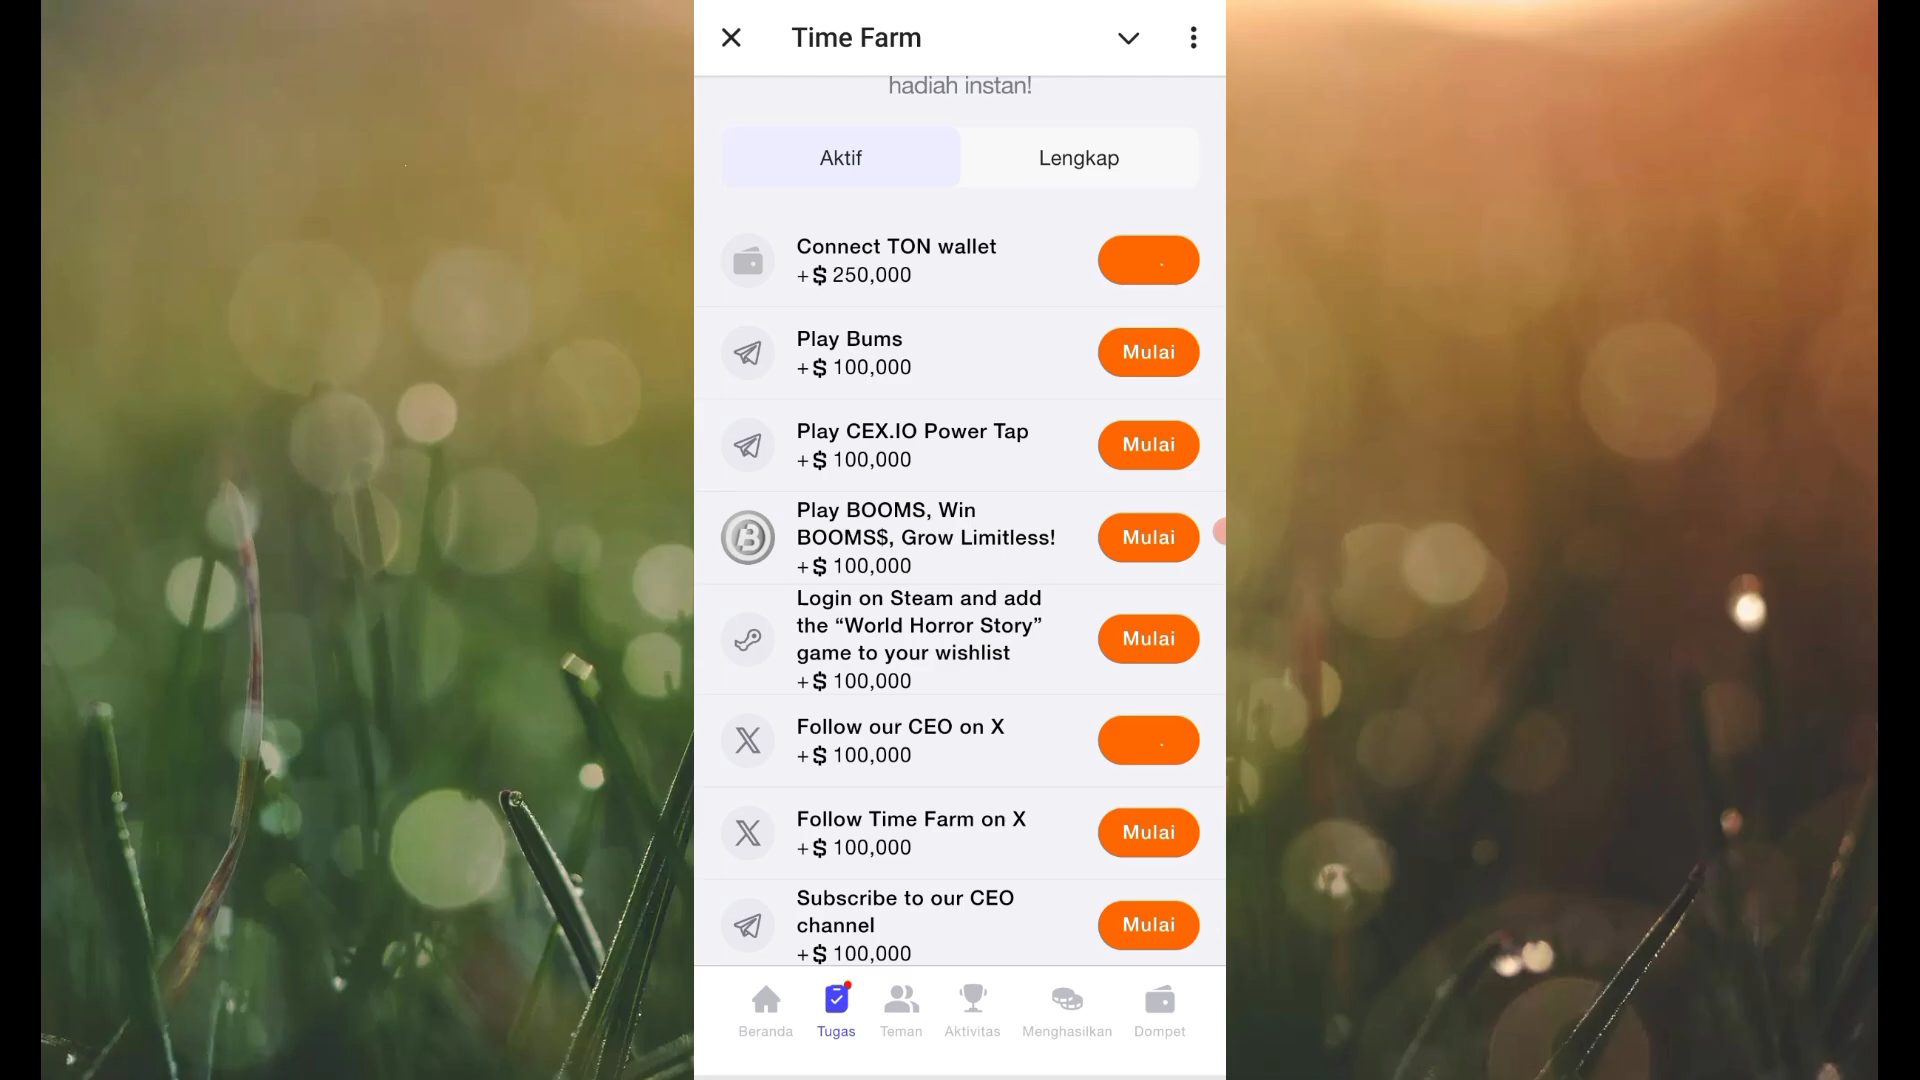 Time Farm
hadiah instan!
Aktif
Lengkap
Connect TON wallet
+ $ 250,000
Play Bums
+ $ 100,000
Mulai
Play CEX.IO Power Tap
+ $ 100,000
Mulai
Play BOOMS, Win
BOOMS$, Grow Limitless!
+ $ 100,000
Mulai
Login on Steam and add
the “World Horror Story”
game to your wishlist
+ $ 100,000
Mulai
Follow our CEO on X
+ $ 100,000
Follow Time Farm on X
+ $ 100,000
Mulai
Subscribe to our CEO
channel
+ $ 100,000
Mulai
Beranda
Tugas
Teman
Aktivitas
Menghasilkan
Dompet